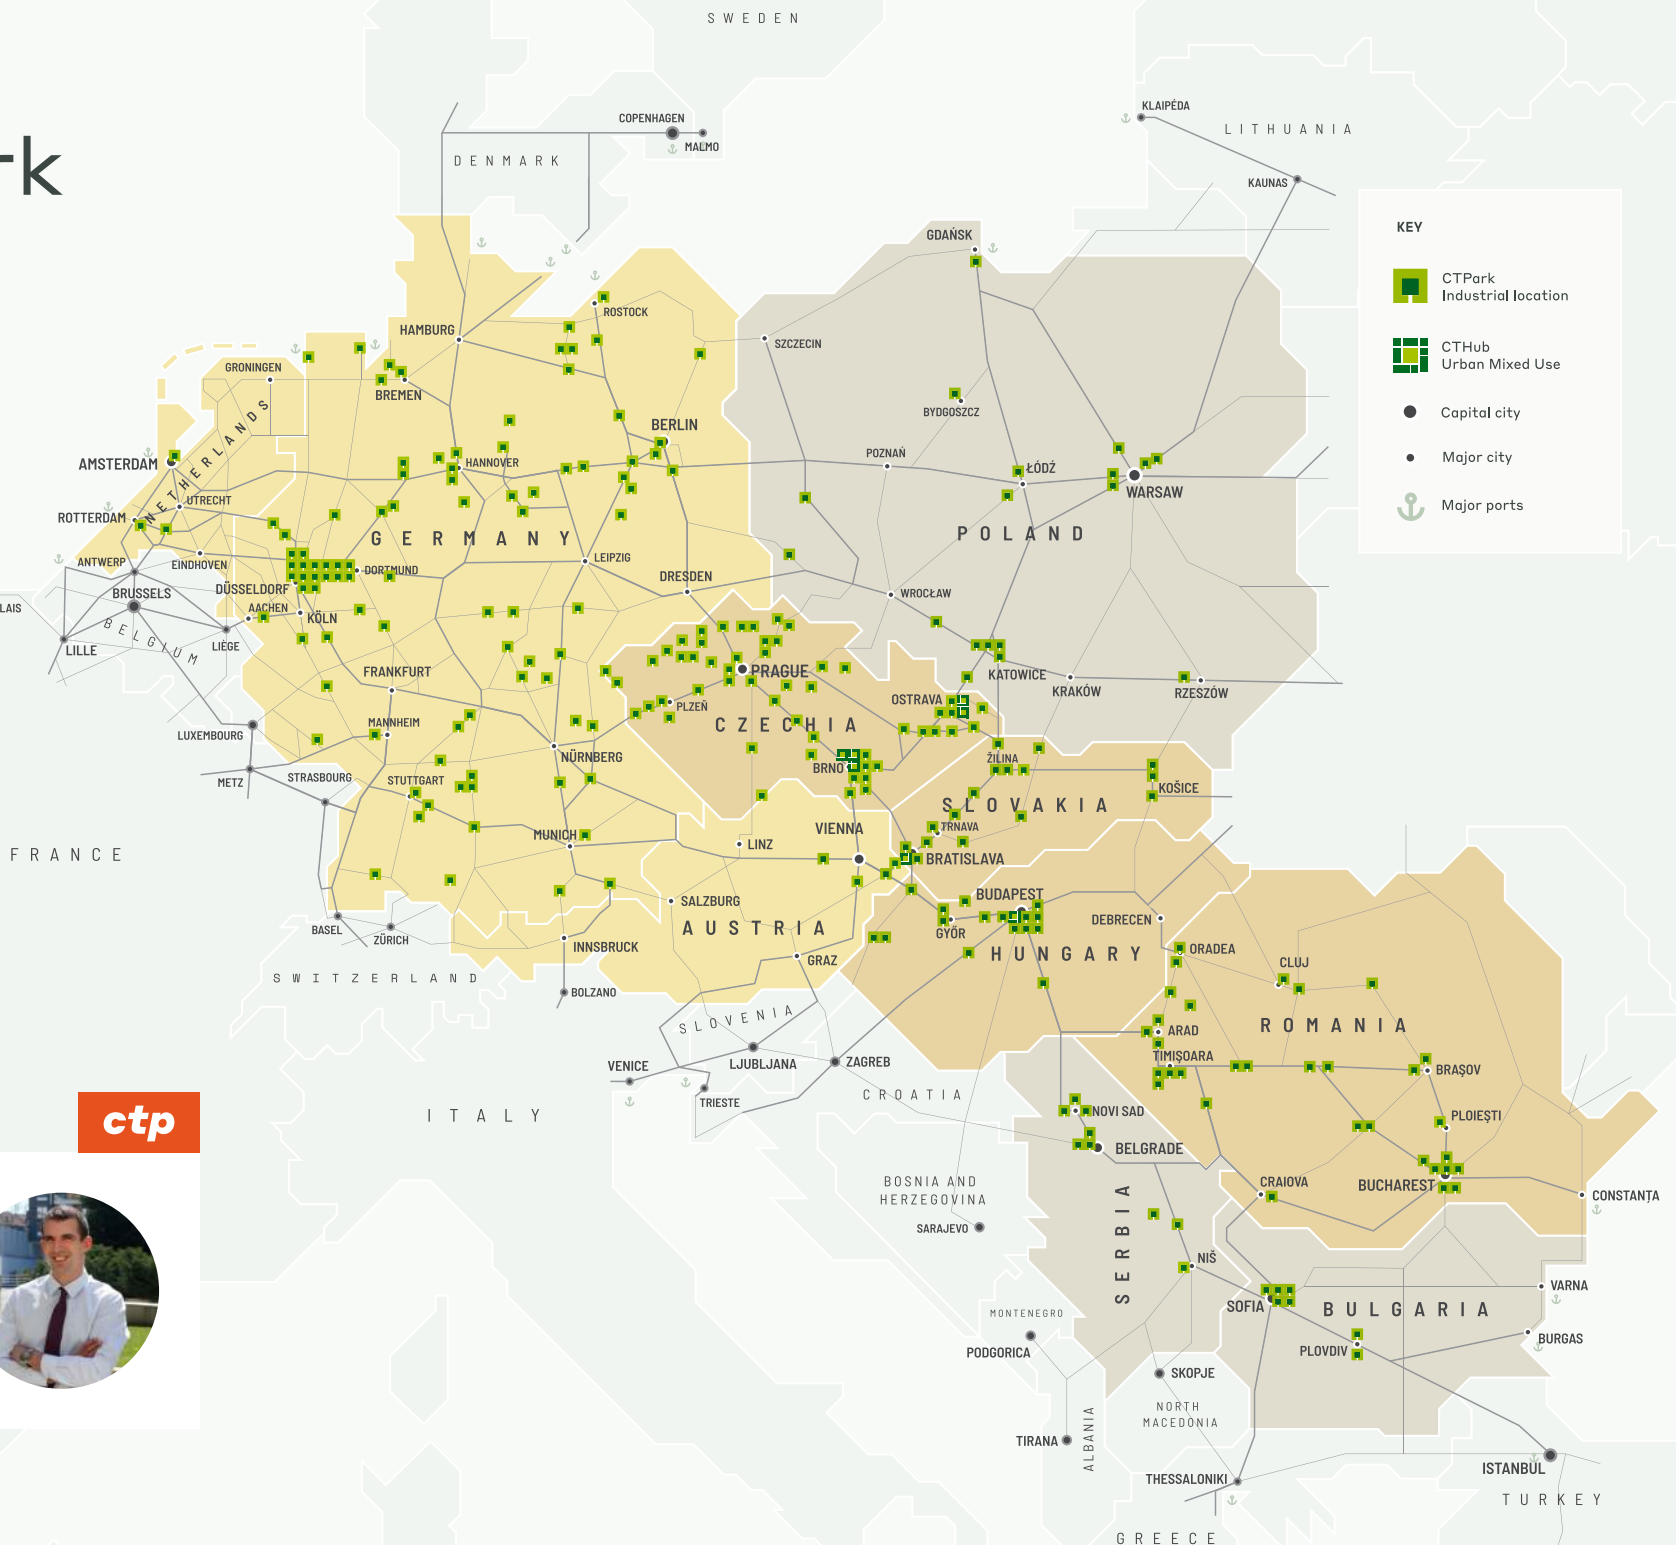 SWEDEN
KLAIPĖDA
COPENHAGEN
LITHUANIA
MALMO
DENMARK
rk
KAUNAS
KEY
GDAŃSK
CTPark
Industrial location
ROSTOCK
HAMBURG
SZCZECIN
CTHub
Urban Mixed Use
GRONINGEN
BREMEN
BYDGOSZCZ
Capital city
BERLIN
POZNAŃ
Major city
AMSTERDAM
HANNOVER
ŁÓDŹ
NETHERLANDS
WARSAW
UTRECHT
Major ports
ROTTERDAM
GERMANY
POLAND
ANTWERP
EINDHOVEN
LEIPZIG
DORTMUND
DRESDEN
DÜSSELDORF
BRUSSELS
WROCŁAW
LAIS
AACHEN
KÖLN
BELGIUM
LIÈGE
LILLE
FRANKFURT
PRAGUE
KATOWICE
KRAKÓW
RZESZÓW
OSTRAVA
PLZEŇ
MANNHEIM
CZECHIA
LUXEMBOURG
NÜRNBERG
ŽILINA
BRNO
METZ
STRASBOURG
STUTTGART
KOŠICE
SLOVAKIA
TRNAVA
VIENNA
MUNICH
LINZ
FRANCE
BRATISLAVA
BUDAPEST
SALZBURG
DEBRECEN
BASEL
AUSTRIA
GYŐR
ZÜRICH
INNSBRUCK
ORADEA
HUNGARY
GRAZ
CLUJ
SWITZERLAND
BOLZANO
SLOVENIA
ROMANIA
ARAD
TIMIȘOARA
LJUBLJANA
ZAGREB
VENICE
BRAȘOV
CROATIA
TRIESTE
NOVI SAD
ITALY
PLOIEȘTI
ctp
BELGRADE
BOSNIA AND
HERZEGOVINA
CRAIOVA
BUCHAREST
CONSTANȚA
SARAJEVO
SERBIA
NIŠ
VARNA
SOFIA
BULGARIA
MONTENEGRO
BURGAS
PODGORICA
PLOVDIV
SKOPJE
NORTH
MACEDONIA
TIRANA
ALBANIA
ISTANBUL
THESSALONIKI
TURKEY
GREECE